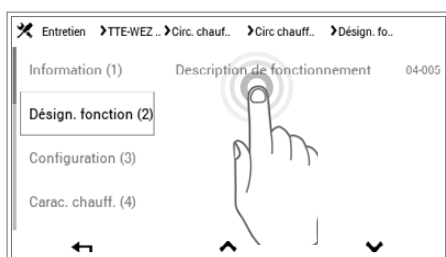 Entretien ❯TTE-WEZ .. ❯Circ. chauf.. ❯Circ chauff.. ❯Désign. fo..
Information (1) Description de fonctionnement 04-005
Désign. fonction (2)
Configuration (3)
Carac. chauff. (4)